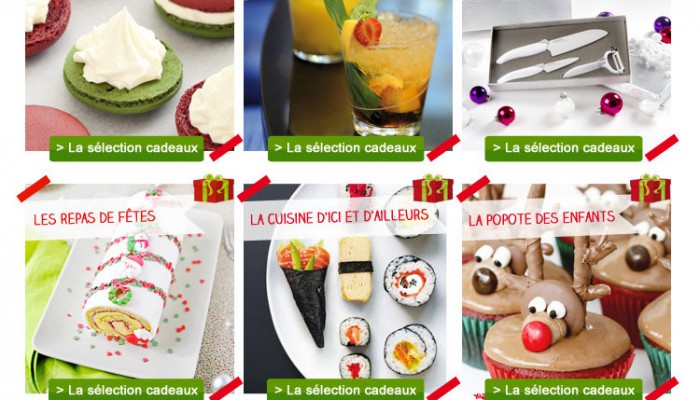 > La sélection cadeaux
> La sélection cadeaux
> La sélection cadeaux
LES REPAS DE FÊTES
LA CUISINE D'ICI ET D'AILLEURS
LA POPOTE DES ENFANTS
> La sélection cadeaux
> La sélection cadeaux
> La sélection cadeaux